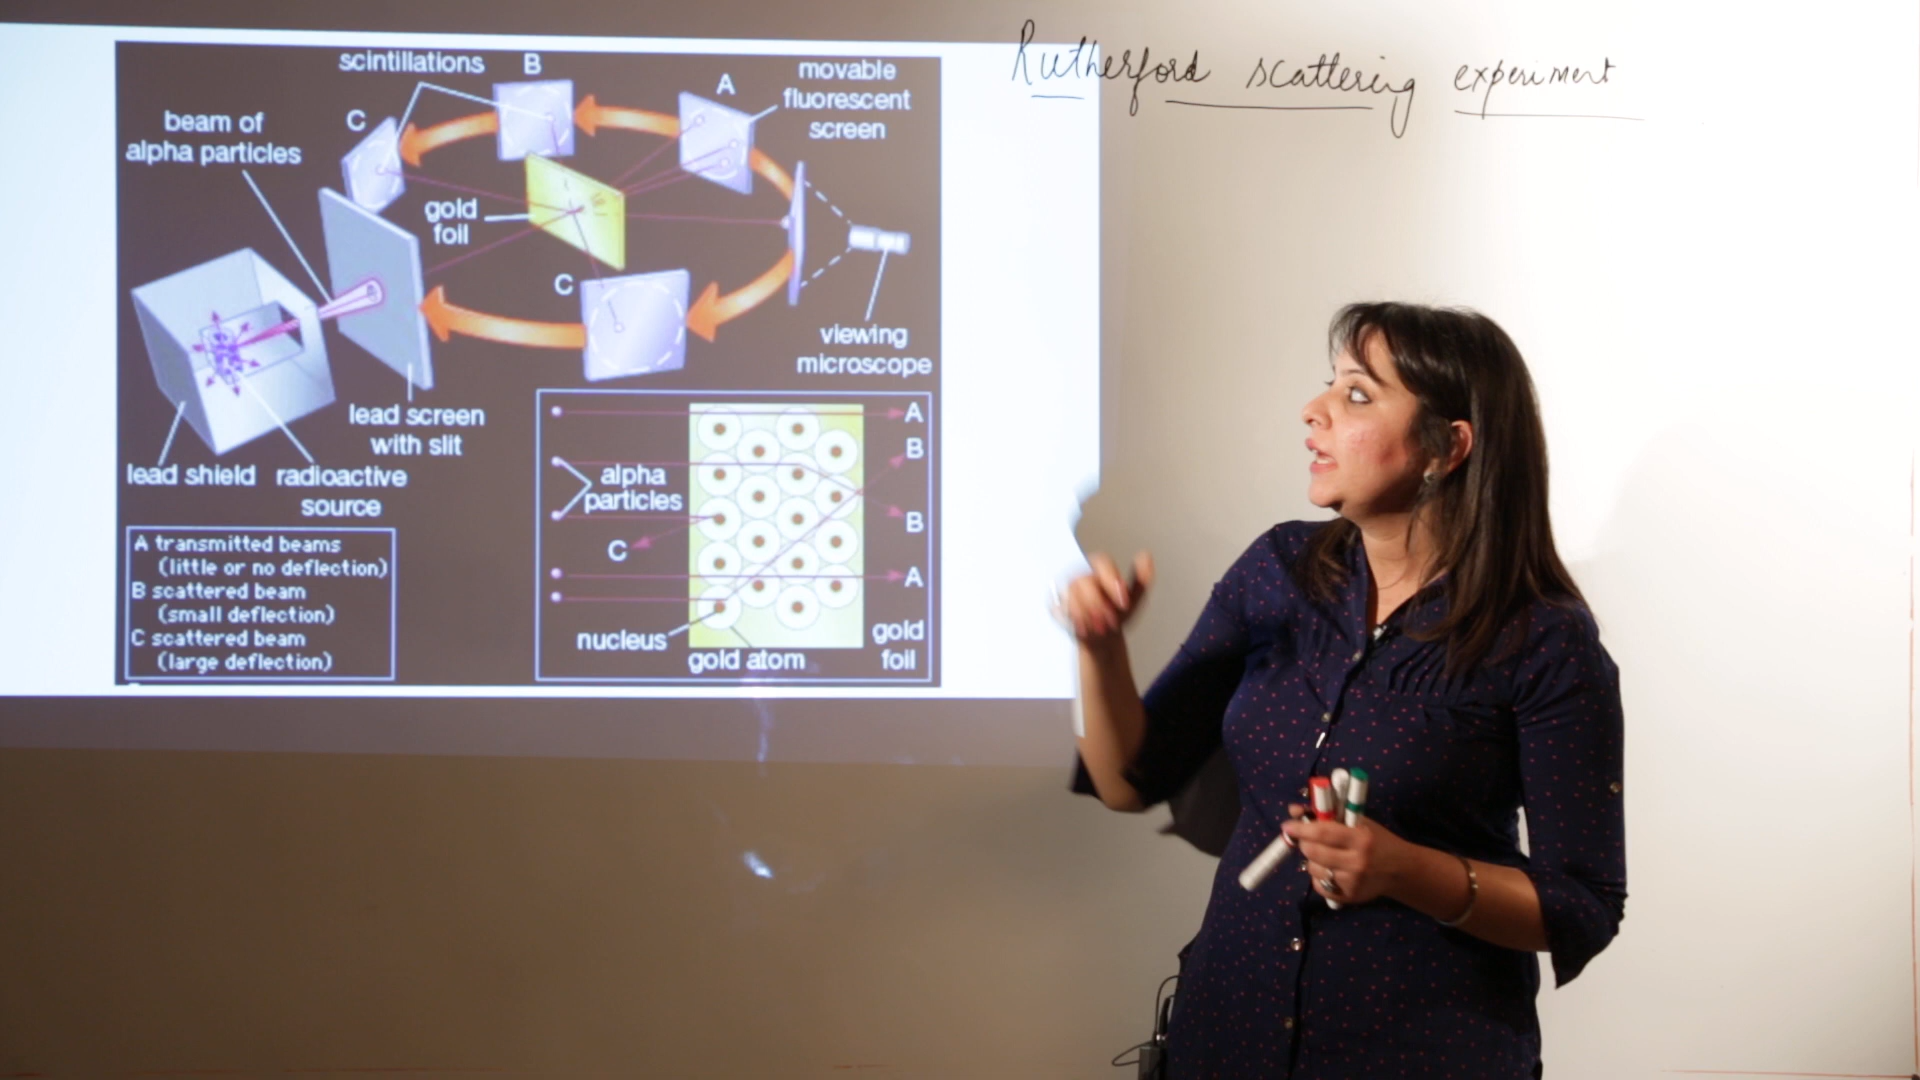 Rutherford scattering experiment
scintillations
B
A
movable
fluorescent
screen
beam of
alpha particles
C
gold
foil
C
viewing
microscope
lead screen
with slit
lead shield
radioactive
source
A transmitted beams
(little or no deflection)
B scattered beam
(small deflection)
C scattered beam
(large deflection)
A
B
alpha
particles
B
C
A
nucleus
gold atom
gold
foil